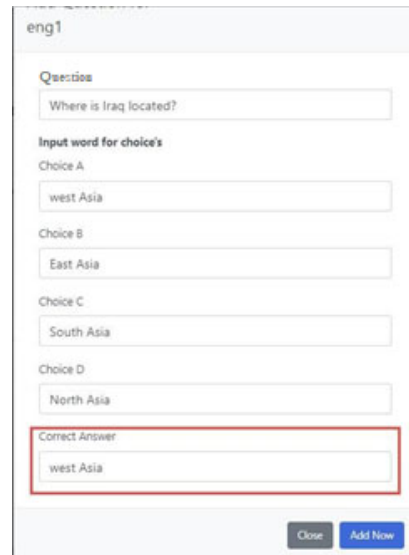 eng1
Question
Where is Iraq located?
Input word for choice's
Choice A
west Asia
Choice B
East Asia
Choice C
South Asia
Choice D
North Asia
Correct Answer
west Asia
Close Add Now